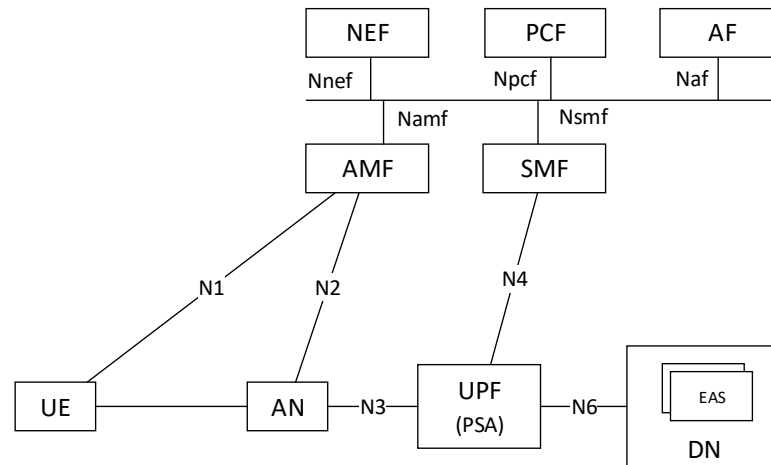 NEF
PCF
AF
Nnef
Npcf
Naf
Namf
Nsmf
AMF
SMF
N1
N2
N4
UE
AN
N3
UPF
(PSA)
N6
EAS
DN